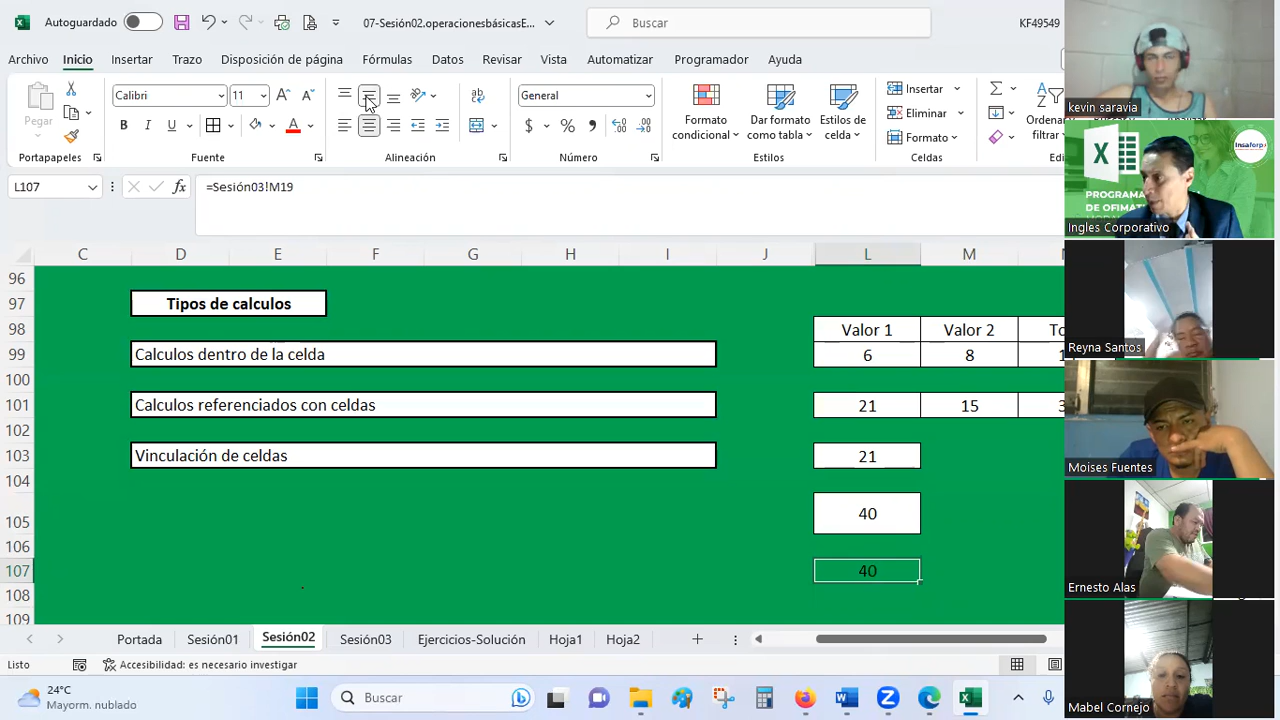 Autoguardado
07-Sesión02.operacionesbásicasE...
Buscar
KF49549
Archivo
Inicio
Insertar
Trazo
Disposición de página
Fórmulas
Datos
Revisar
Vista
Automatizar
Programador
Ayuda
Pegar
Calibri
11
N
K
S
General
Formato condicional
Dar formato como tabla
Estilos de celda
Insertar
Eliminar
Formato
Ordenar
filtrar
Portapapeles
Fuente
Alineación
Número
Estilos
Celdas
L107
=Sesión03!M19
C D E F G H I J L M
96
97 Tipos de calculos
98 Valor 1 Valor 2
99 Calculos dentro de la celda 6 8
100
101 Calculos referenciados con celdas 21 15
102
103 Vinculación de celdas 21
104
105 40
106
107 40
108
109
Portada Sesión01 Sesión02 Sesión03 Ejercicios-Solución Hoja1 Hoja2
Listo
Accesibilidad: es necesario investigar
24°C
Mayorm. nublado
Buscar
kevin saravia
Insaforp
PROGRAMA
DE OFIMATI
Ingles Corporativo
Reyna Santos
Moises Fuentes
Ernesto Alas
Mabel Cornejo